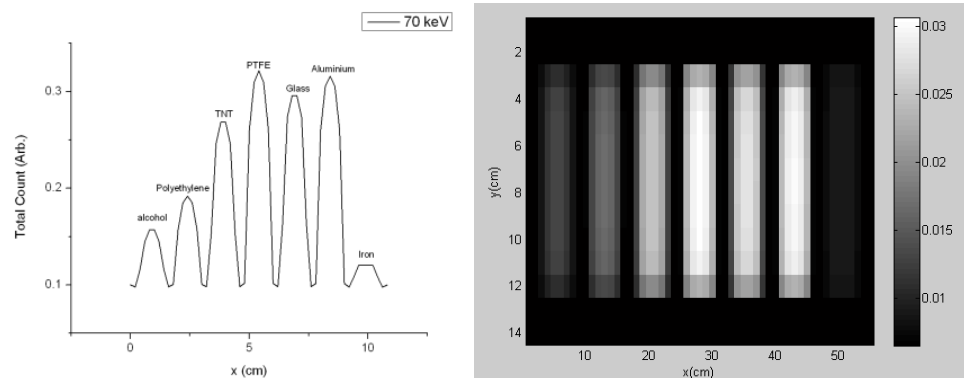 70 keV
Total Count (Arb.)
0.3
0.2
0.1
alcohol
Polyethylene
TNT
PTFE
Glass
Aluminium
Iron
0
5
10
x (cm)
y(cm)
2
4
6
8
10
12
14
10
20
30
40
50
x(cm)
0.03
0.025
0.02
0.015
0.01